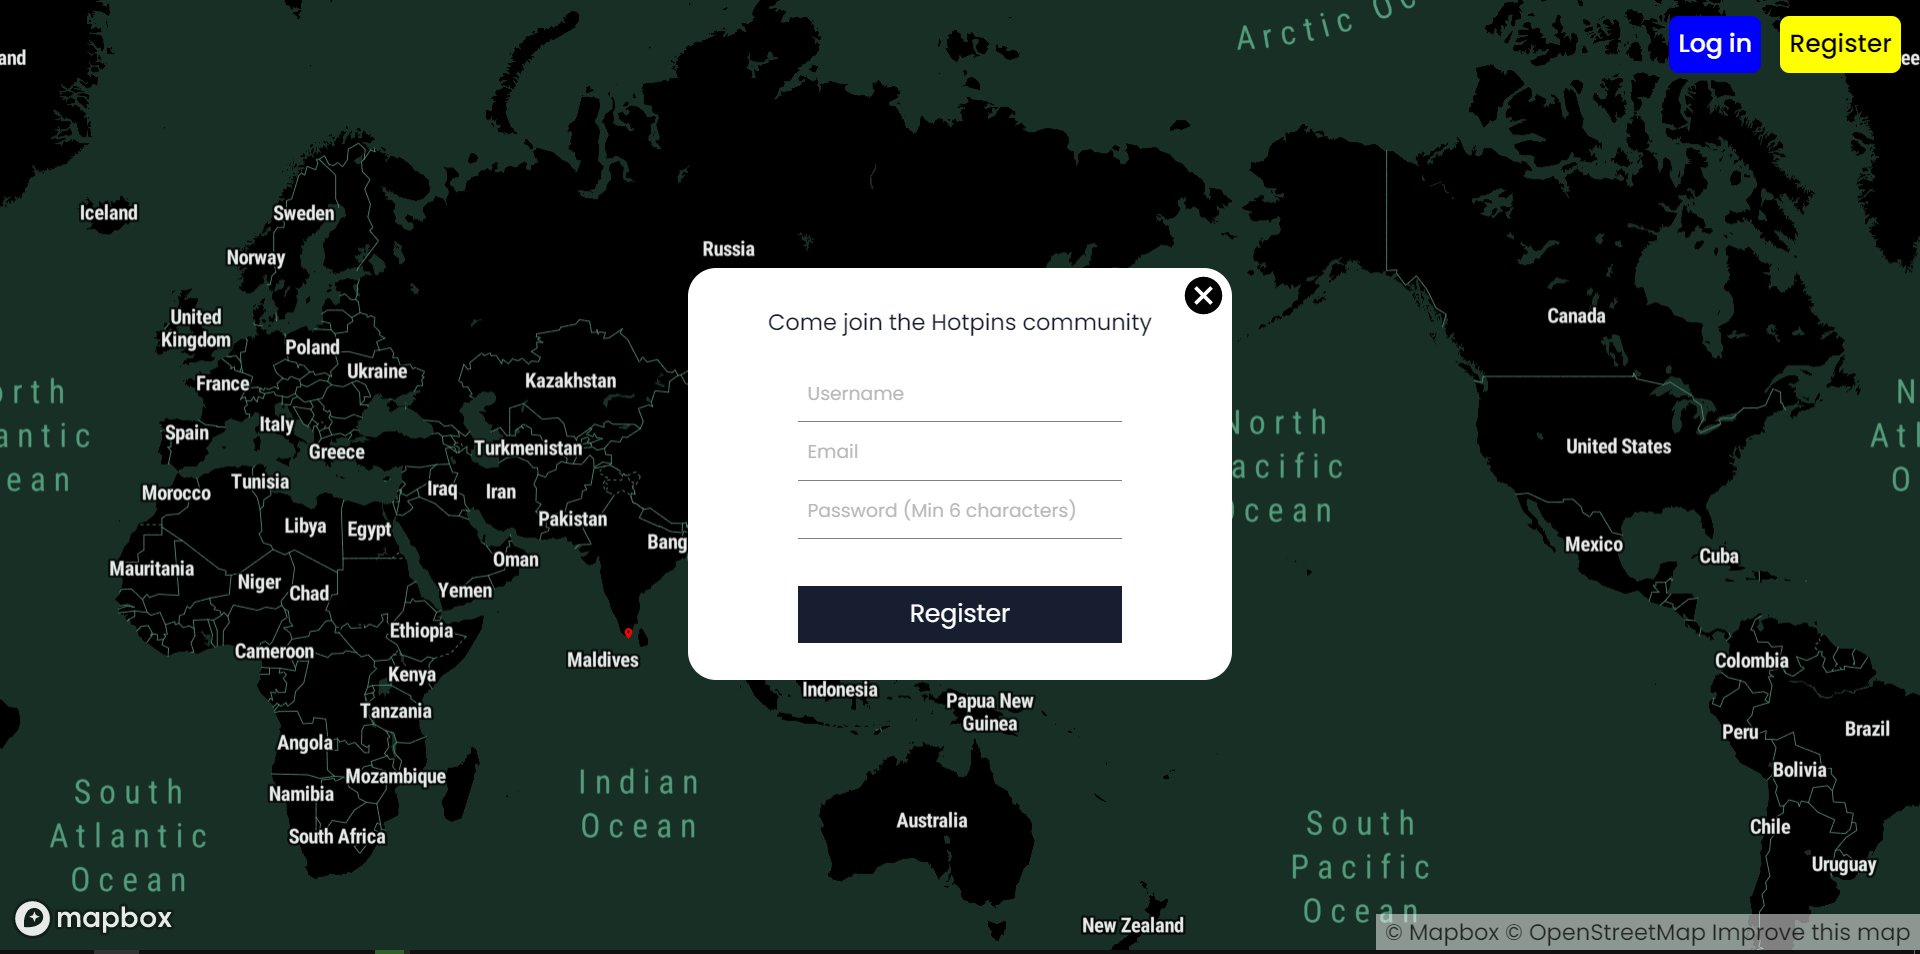 Arctic Oc
Log in
Register
and
ee
Iceland
Sweden
Norway
Russia
United
Kingdom
Poland
Ukraine
France
Kazakhstan
Canada
Spain
Italy
Greece
Turkmenistan
United States
Morocco
Tunisia
Iraq
Iran
Libya
Egypt
Pakistan
Bang
Mexico
Cuba
Mauritania
Niger
Chad
Oman
Yemen
Ethiopia
Cameroon
Kenya
Maldives
Colombia
Tanzania
Indonesia
Papua New
Guinea
Angola
Peru
Brazil
Mozambique
Namibia
Bolivia
South Africa
Australia
Chile
Uruguay
New Zealand
orth
antic
ean
North
acific
cean
N
Atl
O
South
Atlantic
Ocean
Indian
Ocean
South
Pacific
Ocean
Come join the Hotpins community
Username
Email
Password (Min 6 characters)
Register
mapbox
© Mapbox © OpenStreetMap Improve this map